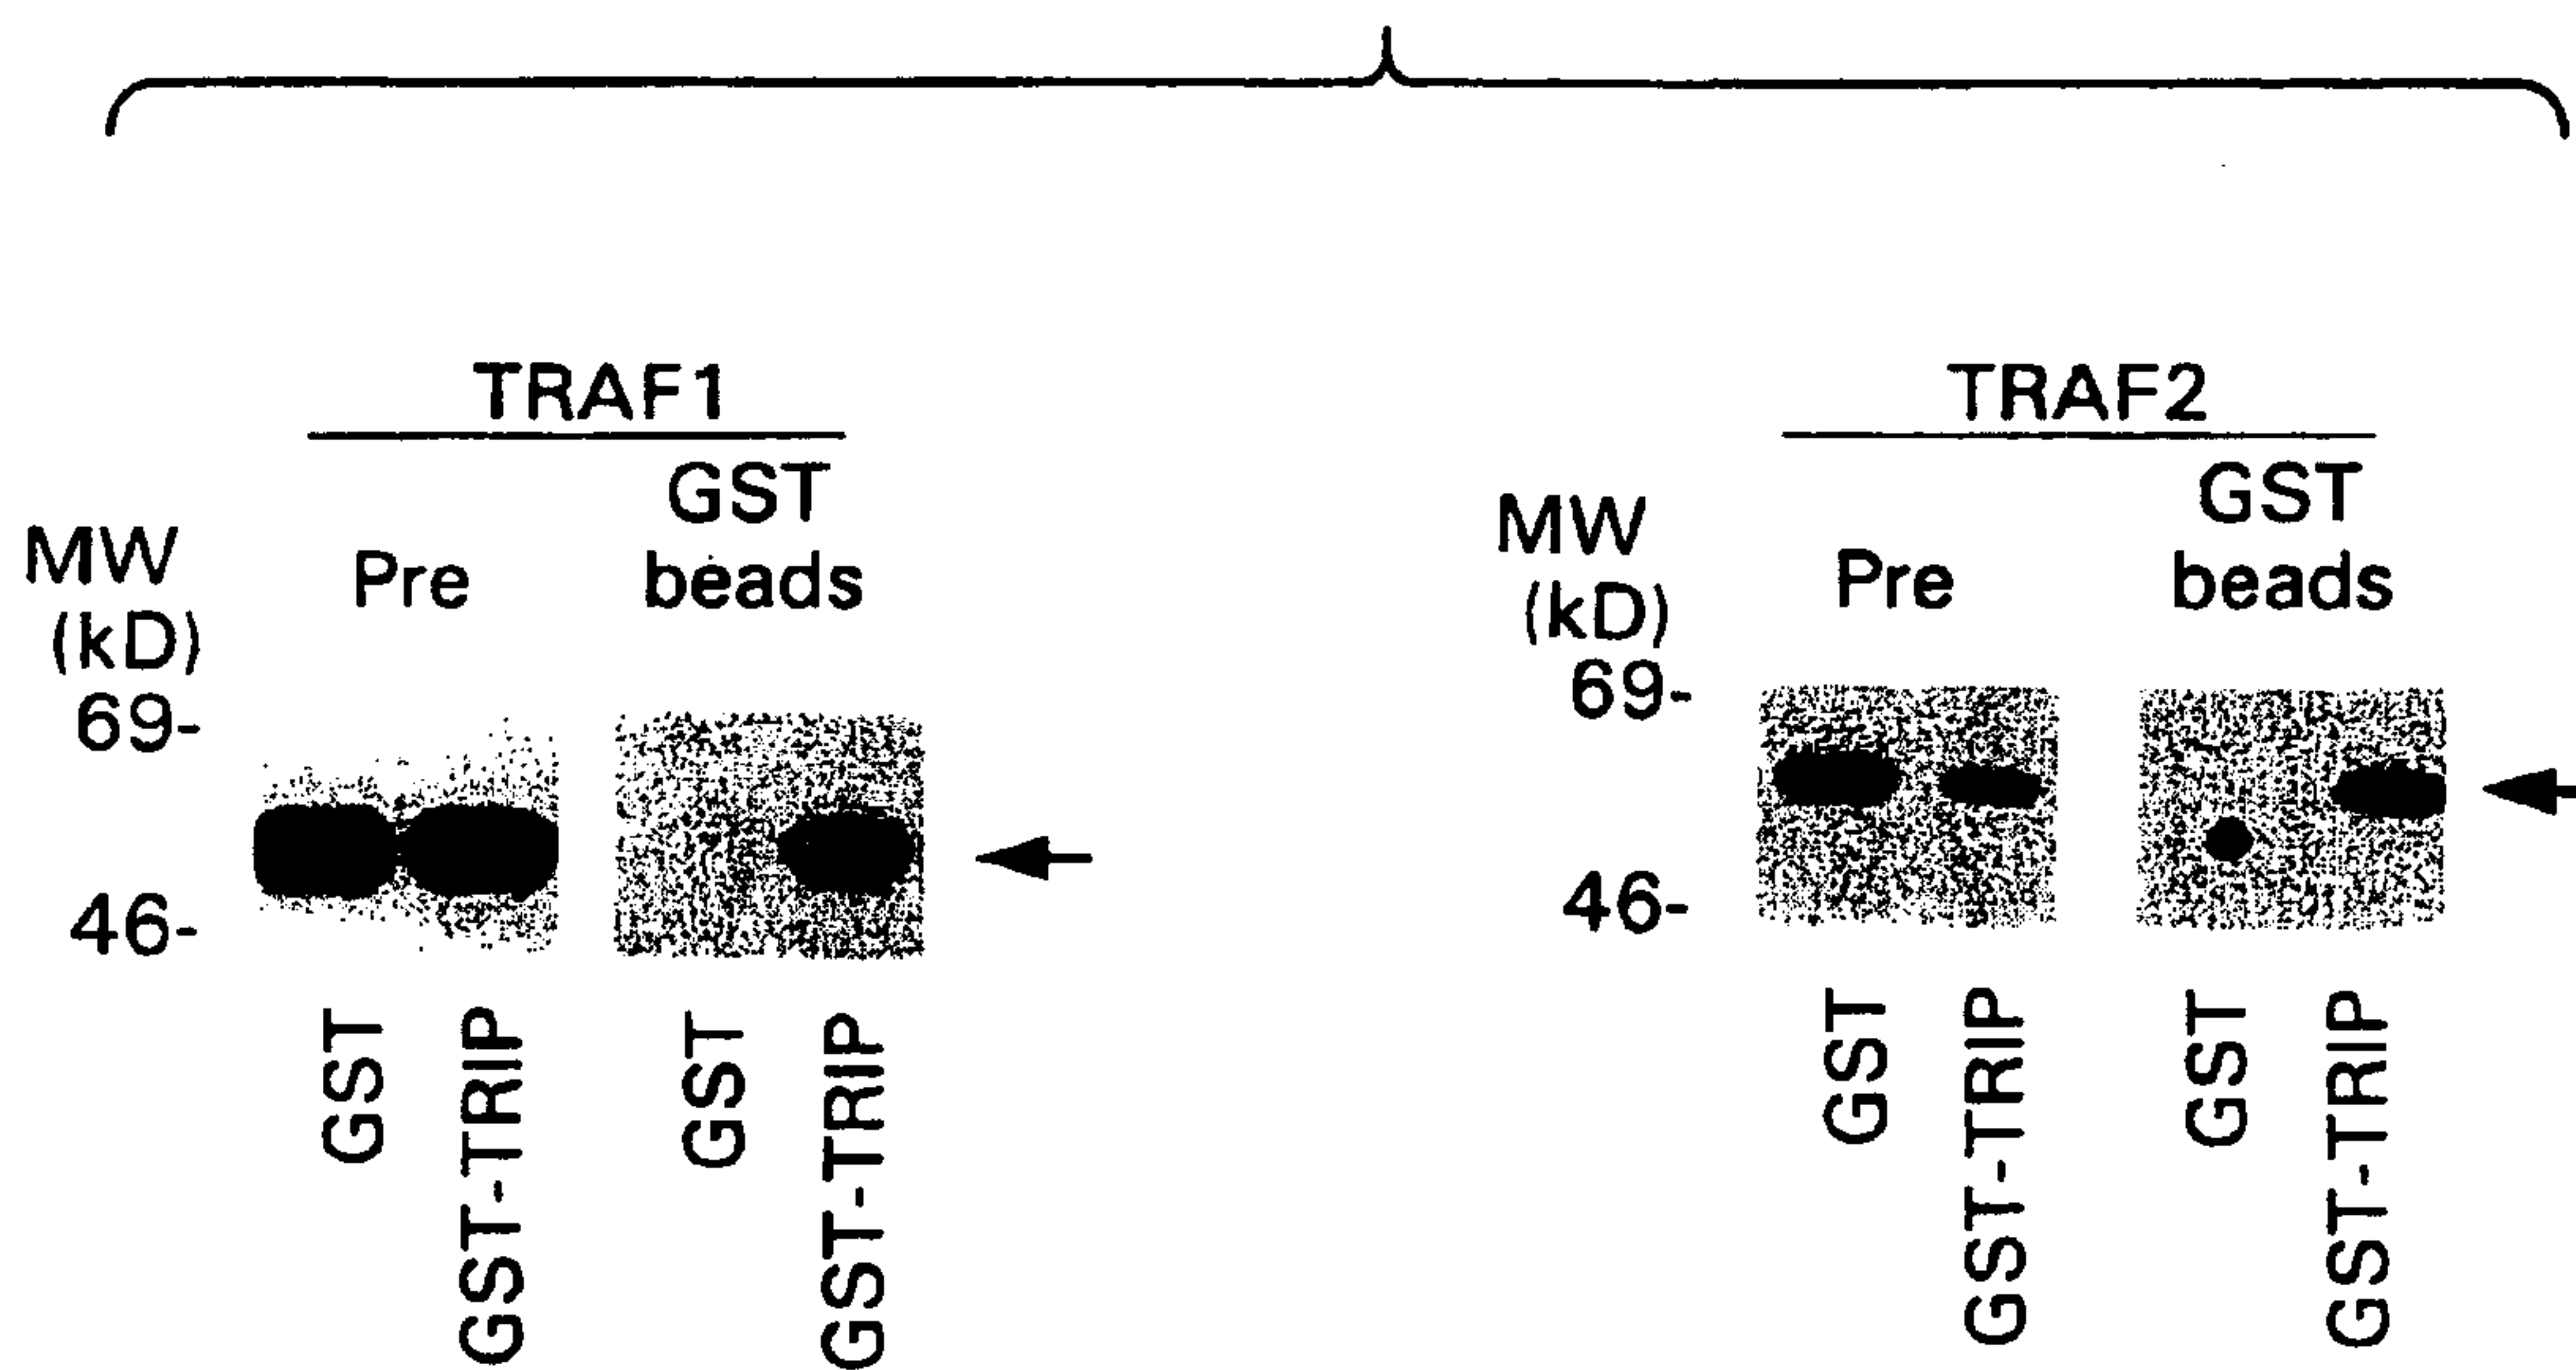 TRAF1
GST
MW
Pre
beads
(kD)
69-
46-
GST
GST-TRIP
GST
GST-TRIP
TRAF2
GST
MW
Pre
beads
(kD)
69-
46-
GST
GST-TRIP
GST
GST-TRIP